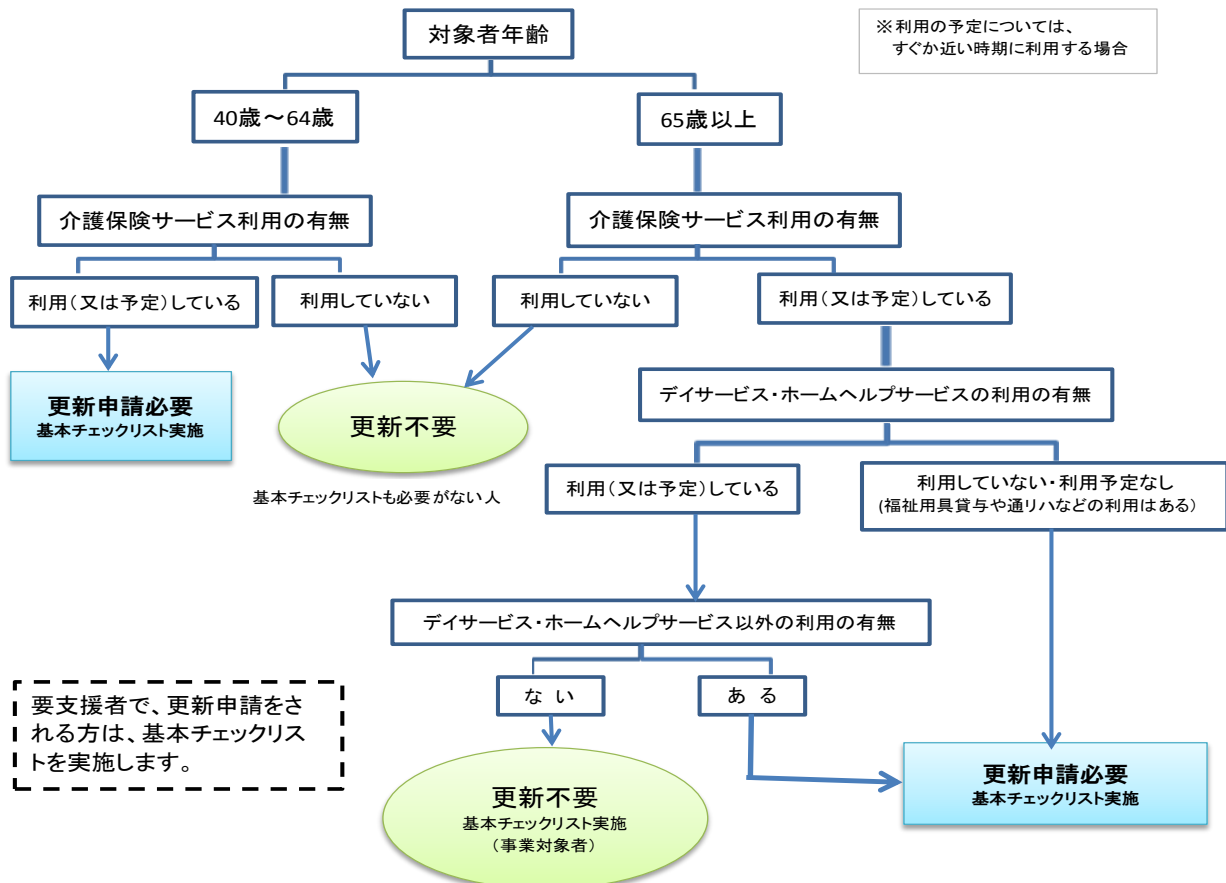 対象者年齢
※利用の予定については、
すぐか近い時期に利用する場合
40歳～64歳
65歳以上
介護保険サービス利用の有無
介護保険サービス利用の有無
利用(又は予定)している
利用していない
利用していない
利用(又は予定)している
更新申請必要
基本チェックリスト実施
更新不要
基本チェックリストも必要がない人
デイサービス・ホームヘルプサービスの利用の有無
利用(又は予定)している
利用していない・利用予定なし
(福祉用具貸与や通リハなどの利用はある)
デイサービス・ホームヘルプサービス以外の利用の有無
な い
あ る
要支援者で、更新申請をさ
れる方は、基本チェックリス
トを実施します。
更新不要
基本チェックリスト実施
(事業対象者)
更新申請必要
基本チェックリスト実施